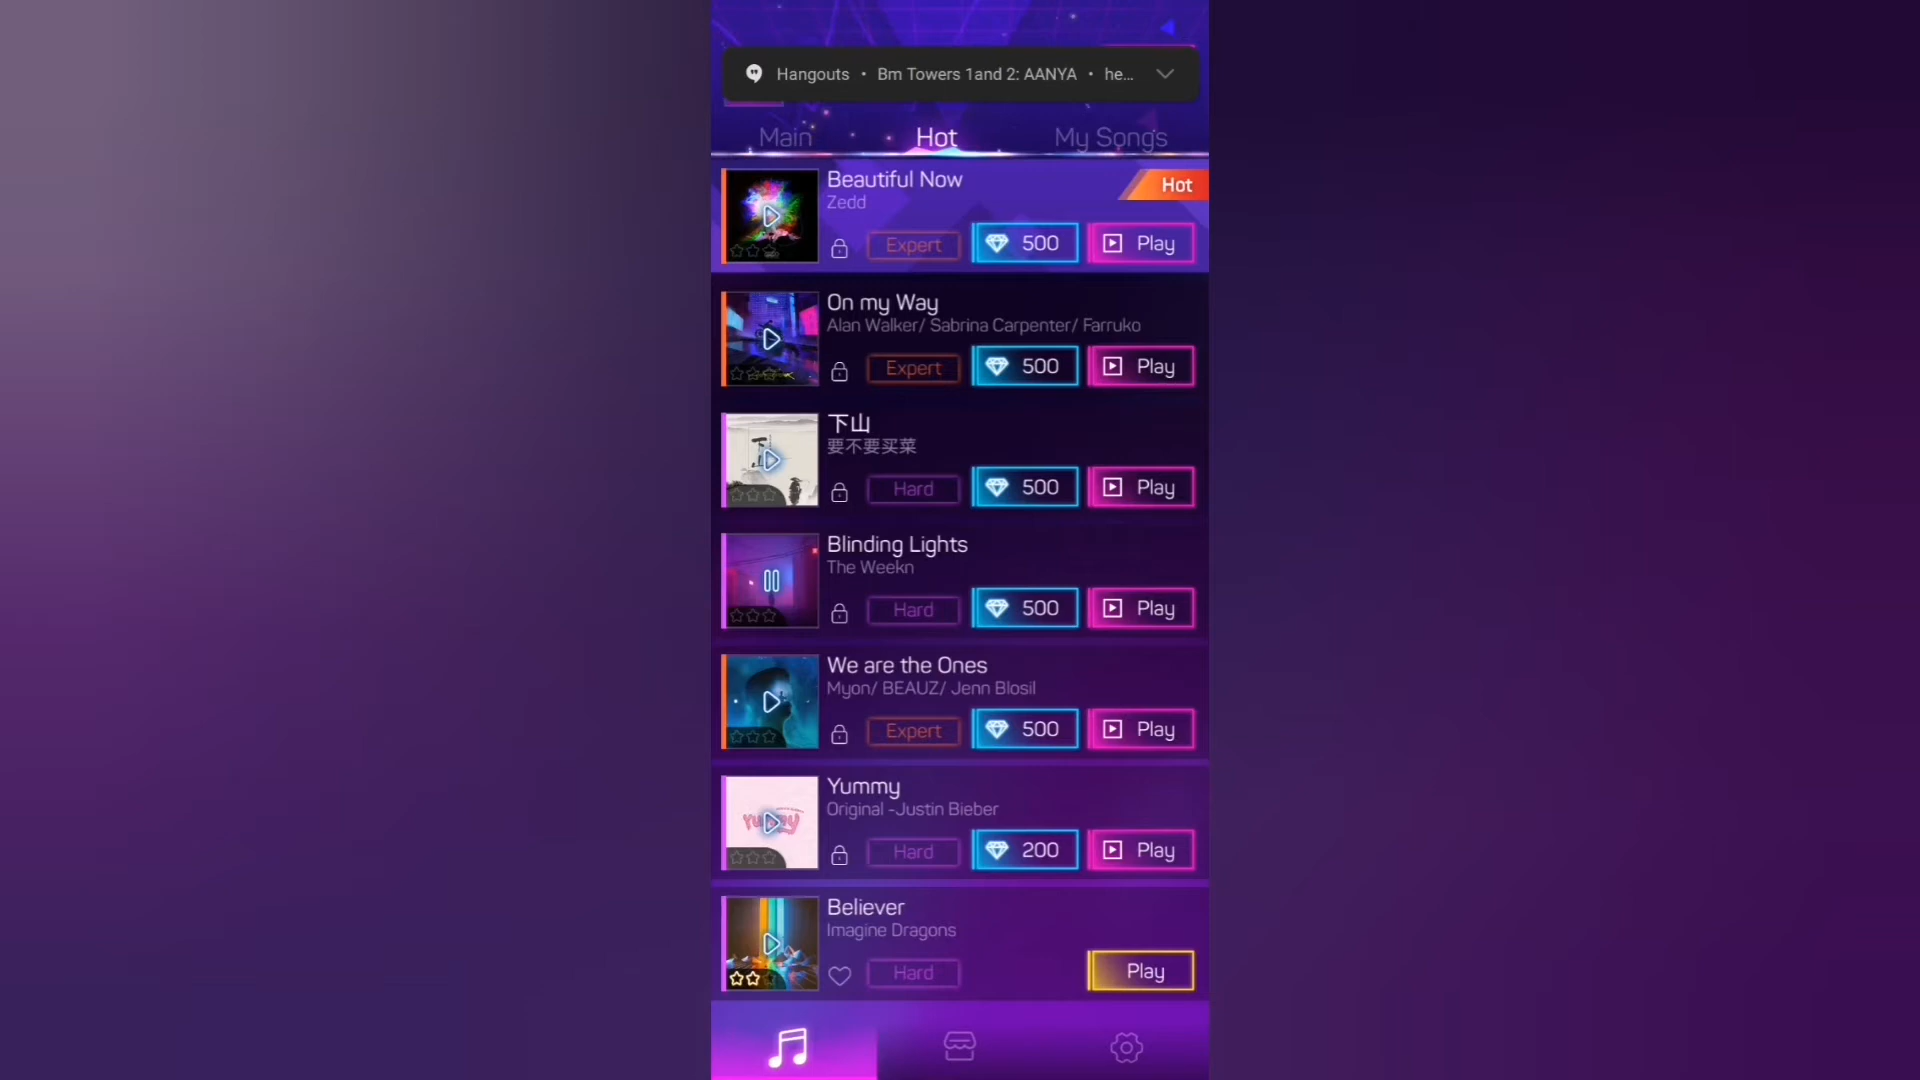 Hangouts • Bm Towers 1and 2: AANYA • he...
Main Hot My Songs
Beautiful Now
Hot
Zedd
Expert 500 Play
On my Way
Alan Walker/ Sabrina Carpenter/ Farruko
Expert 500 Play
下山
要不要买菜
Hard 500 Play
Blinding Lights
The Weekn
Hard 500 Play
We are the Ones
Myon/ BEAUZ/ Jenn Blosil
Expert 500 Play
Yummy
Original -Justin Bieber
Yummy
Hard 200 Play
Believer
Imagine Dragons
Hard Play